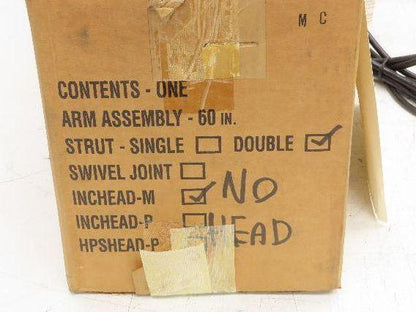 M C
CONTENTS - ONE
ARM ASSEMBLY - 60 IN.
STRUT - SINGLE ☐ DOUBLE ☑
SWIVEL JOINT ☐
INCHEAD-M ☑ NO
INCHEAD-P ☐ HEAD
HPSHEAD-P